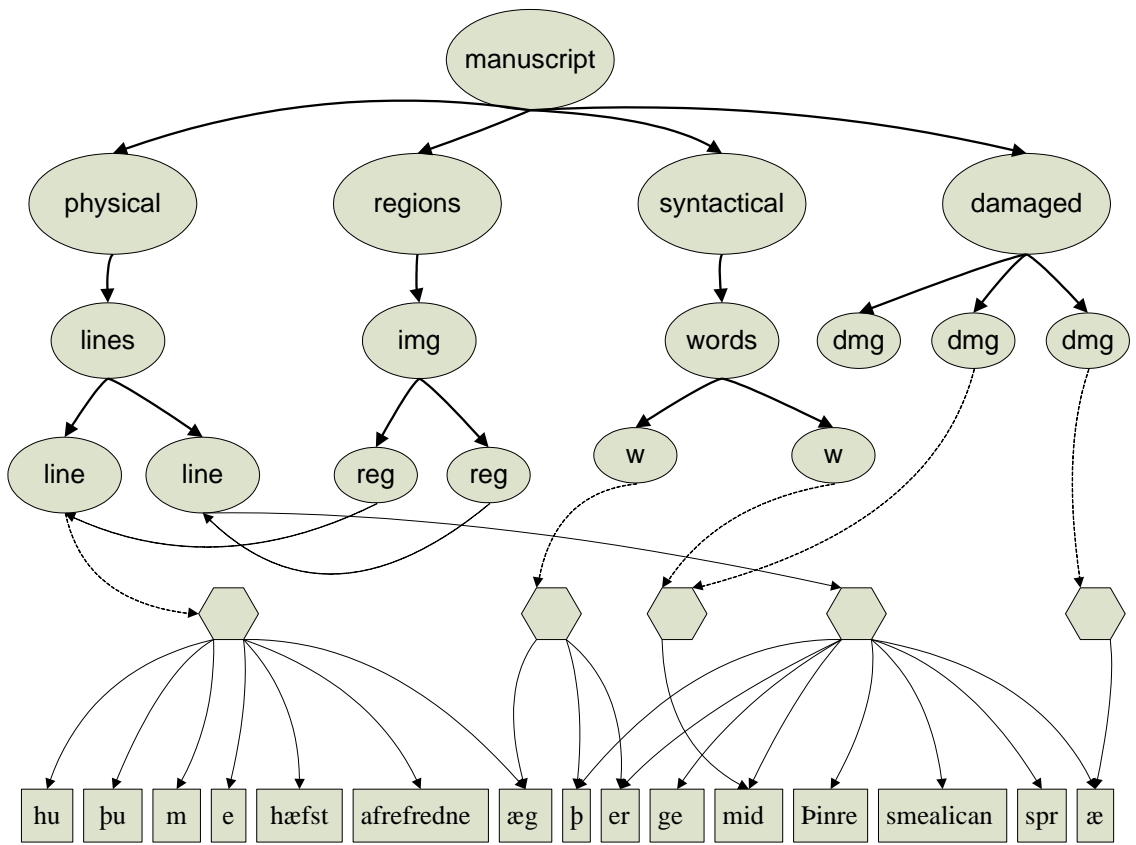 manuscript
physical regions syntactical damaged
lines img words dmg dmg dmg
line line reg reg w w
hu þu m e hæfst afrefredne æg þ er ge mid Þinre smealican spr æ